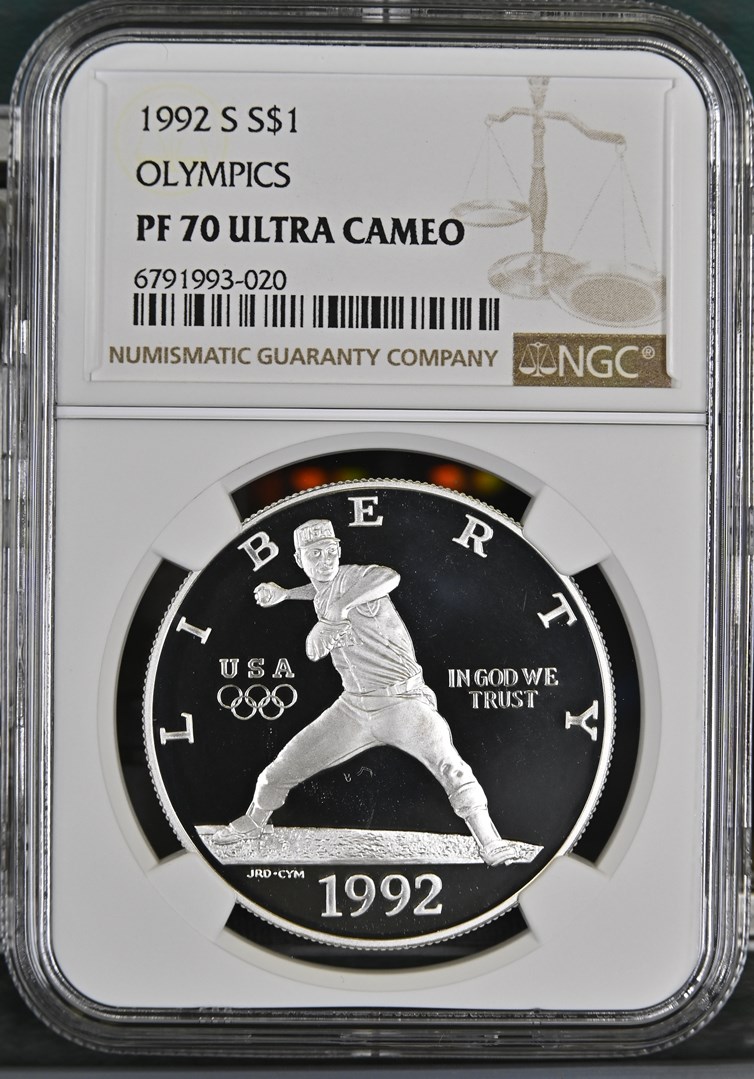 1992 S S$1
OLYMPICS
PF 70 ULTRA CAMEO
6791993-020
NUMISMATIC GUARANTY COMPANY
NGC®
LIBERTY
USA
IN GOD WE
TRUST
JRD-CYM
1992